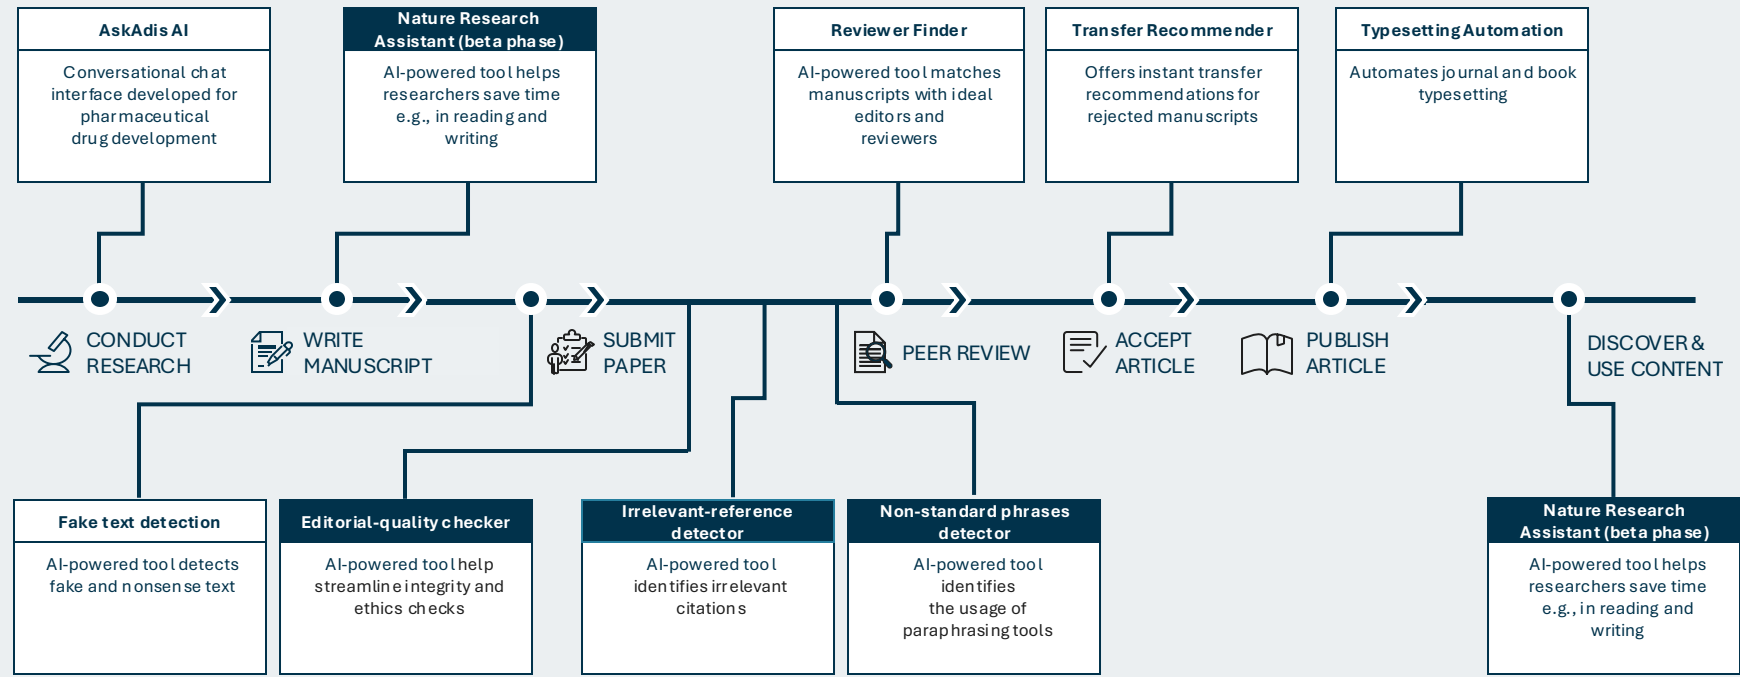 AskAdis AI
Conversational chat
interface developed for
pharmaceutical
drug development
Nature Research
Assistant (beta phase)
AI-powered tool helps
researchers save time
e.g., in reading and
writing
Reviewer Finder
AI-powered tool matches
manuscripts with ideal
editors and
reviewers
Transfer Recommender
Offers instant transfer
recommendations for
rejected manuscripts
Typesetting Automation
Automates journal and book
typesetting
CONDUCT
RESEARCH
WRITE
MANUSCRIPT
SUBMIT
PAPER
PEER REVIEW
ACCEPT
ARTICLE
PUBLISH
ARTICLE
DISCOVER &
USE CONTENT
Fake text detection
AI-powered tool detects
fake and nonsense text
Editorial-quality checker
AI-powered tool help
streamline integrity and
ethics checks
Irrelevant-reference
detector
AI-powered tool
identifies irrelevant
citations
Non-standard phrases
detector
AI-powered tool
identifies
the usage of
paraphrasing tools
Nature Research
Assistant (beta phase)
AI-powered tool helps
researchers save time
e.g., in reading and
writing